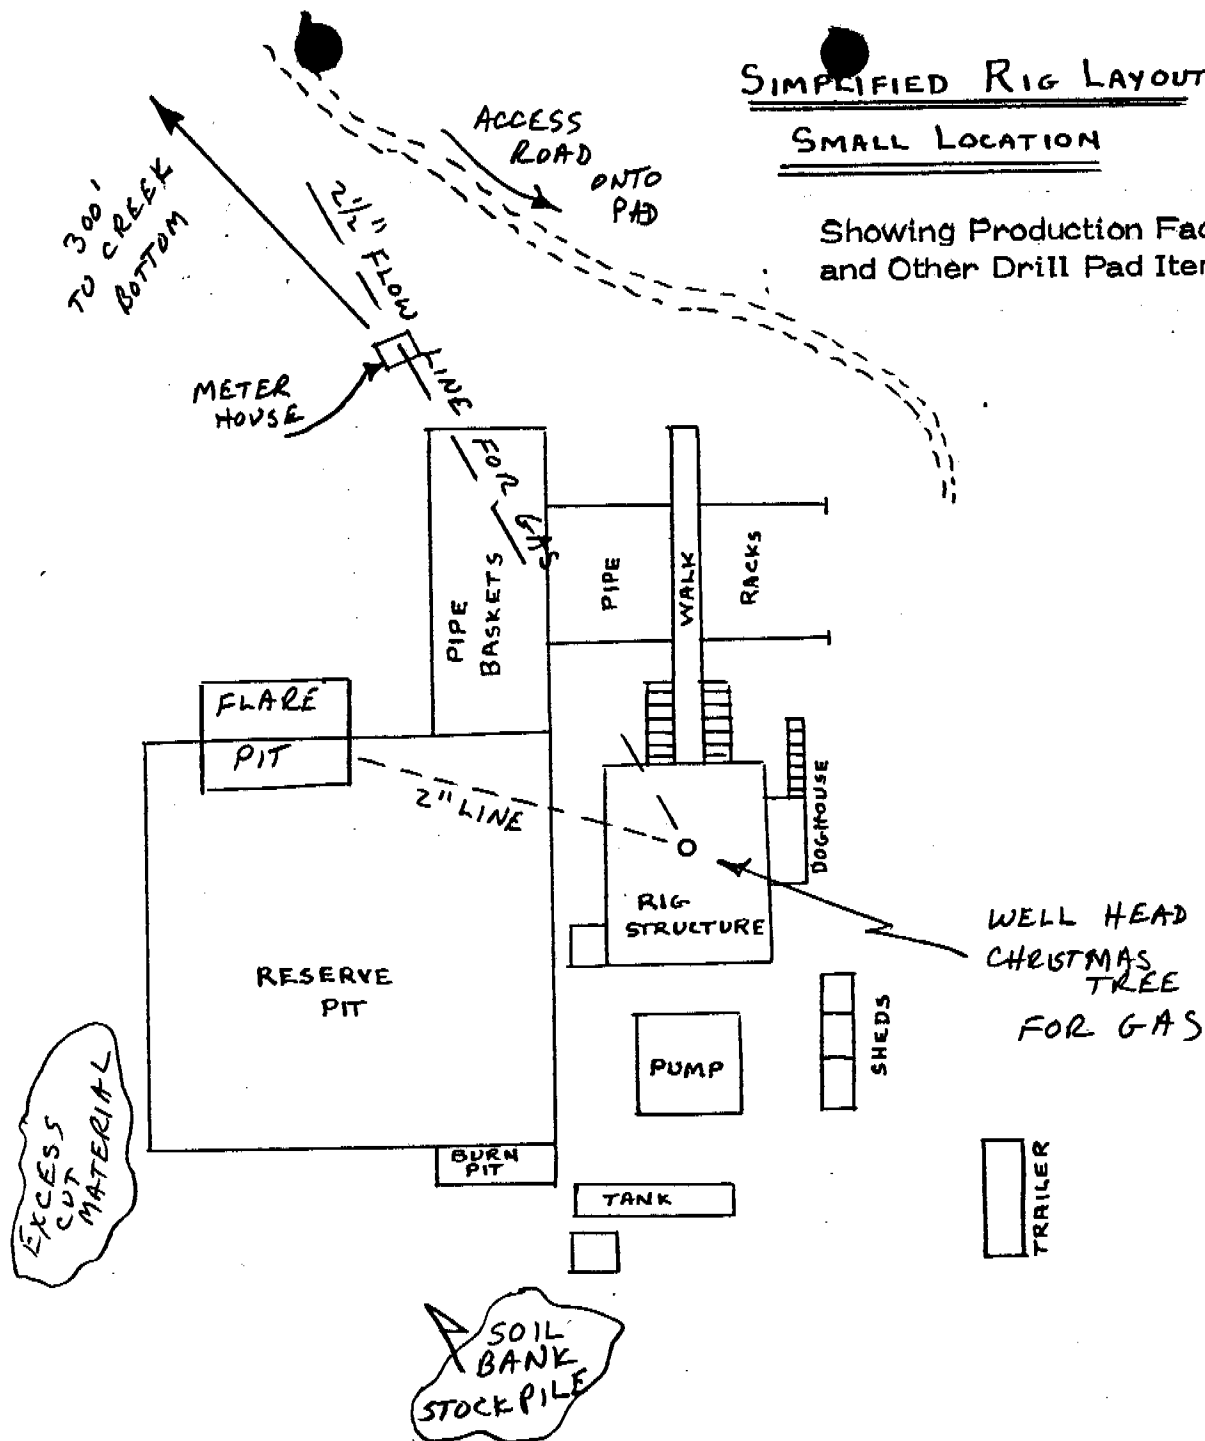 SIMPLIFIED RIG LAYOUT
SMALL LOCATION
Showing Production Fac
and Other Drill Pad Iter
ACCESS
ROAD
ONTO
PAD
300'
TO CREEK
BOTTOM
2½" FLOW LINE FOR GAS
METER
HOUSE
PIPE
BASKETS
PIPE
WALK
RACKS
FLARE
PIT
2" LINE
DOGHOUSE
RIG
STRUCTURE
WELL HEAD
CHRISTMAS
TREE
FOR GAS
RESERVE
PIT
PUMP
SHEDS
EXCESS
CUT
MATERIAL
BURN
PIT
TANK
TRAILER
SOIL
BANK
STOCKPILE